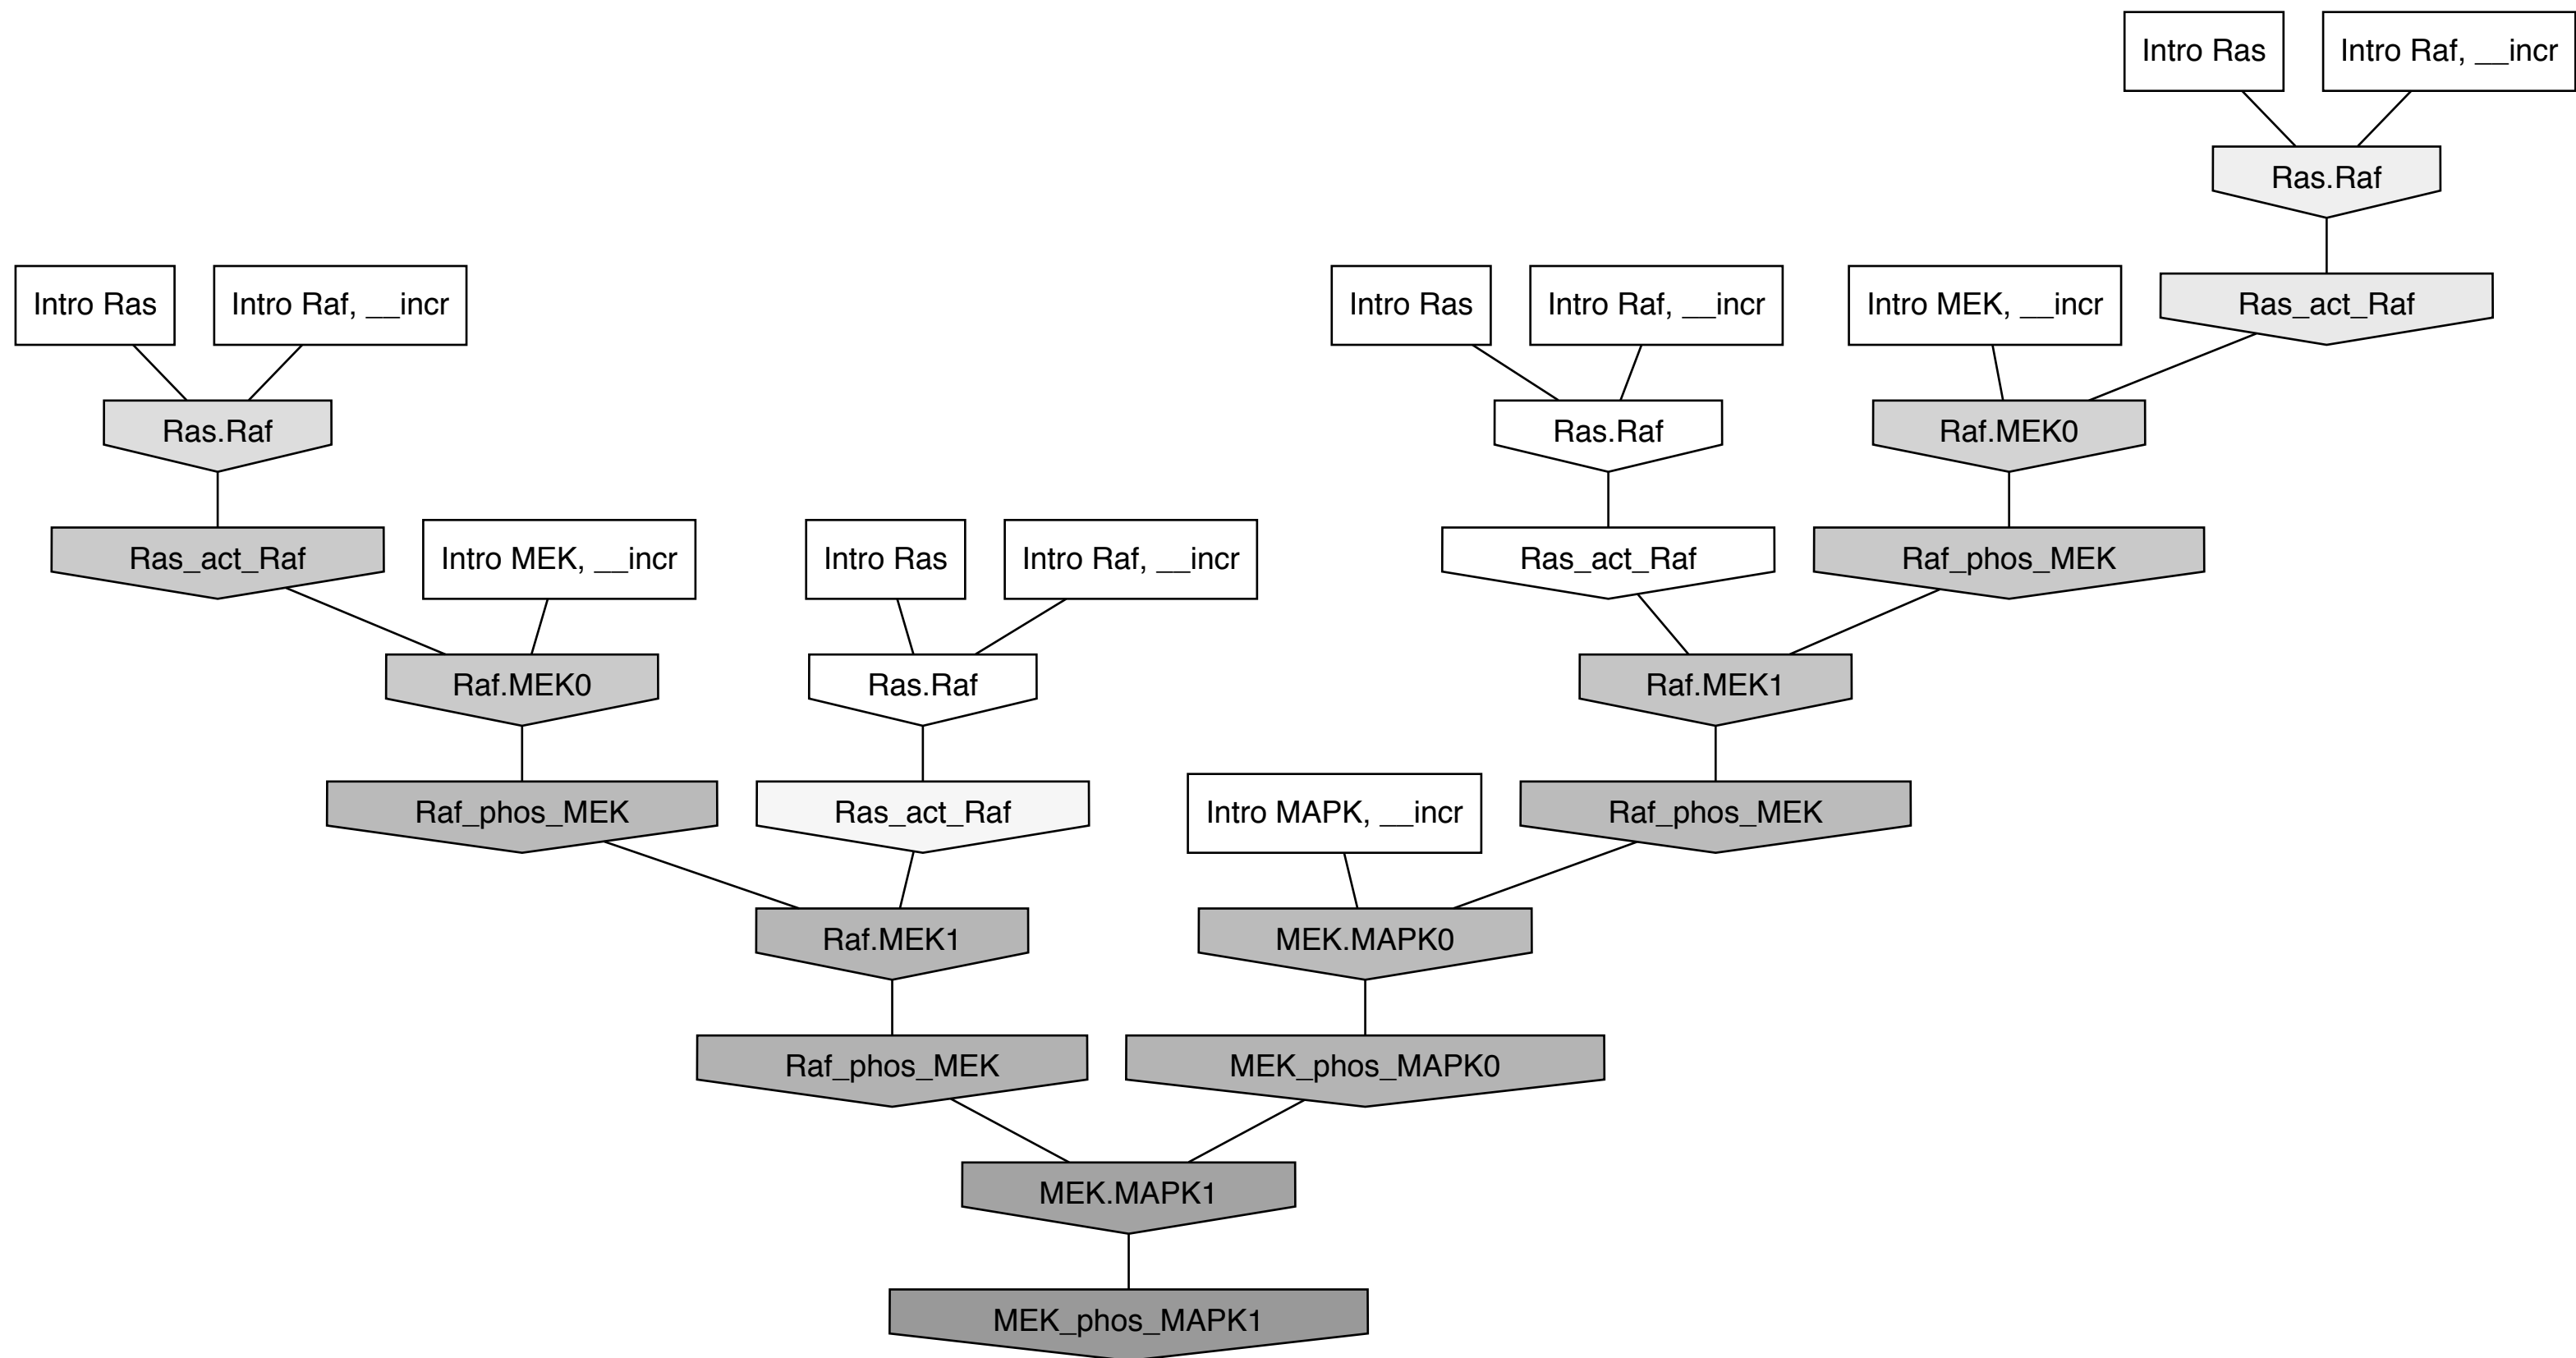 Intro Ras
Intro Raf, __incr
Ras.Raf
Intro Ras
Intro Raf, __incr
Intro Ras
Intro Raf, __incr
Intro MEK, __incr
Ras_act_Raf
Ras.Raf
Ras.Raf
Raf.MEK0
Ras_act_Raf
Intro MEK, __incr
Intro Ras
Intro Raf, __incr
Ras_act_Raf
Raf_phos_MEK
Raf.MEK0
Ras.Raf
Raf.MEK1
Raf_phos_MEK
Ras_act_Raf
Intro MAPK, __incr
Raf_phos_MEK
Raf.MEK1
MEK.MAPK0
Raf_phos_MEK
MEK_phos_MAPK0
MEK.MAPK1
MEK_phos_MAPK1